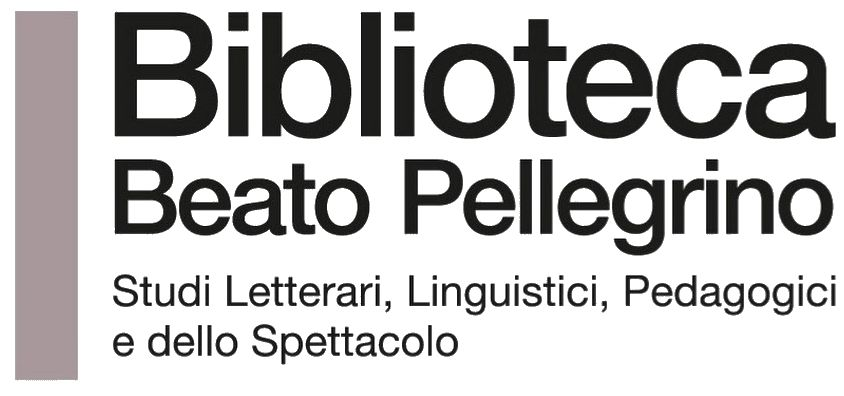 Biblioteca
Beato Pellegrino
Studi Letterari, Linguistici, Pedagogici
e dello Spettacolo